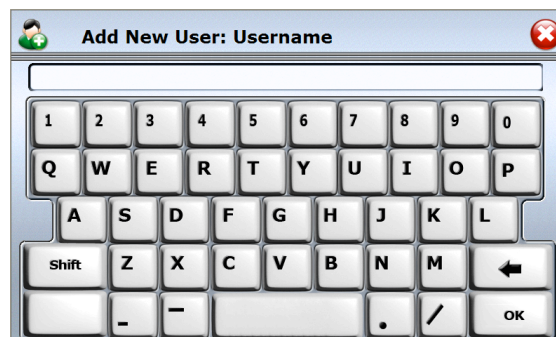 Add New User: Username
1 2 3 4 5 6 7 8 9 0
Q W E R T Y U I O P
A S D F G H J K L
Shift Z X C V B N M
_ - . / OK